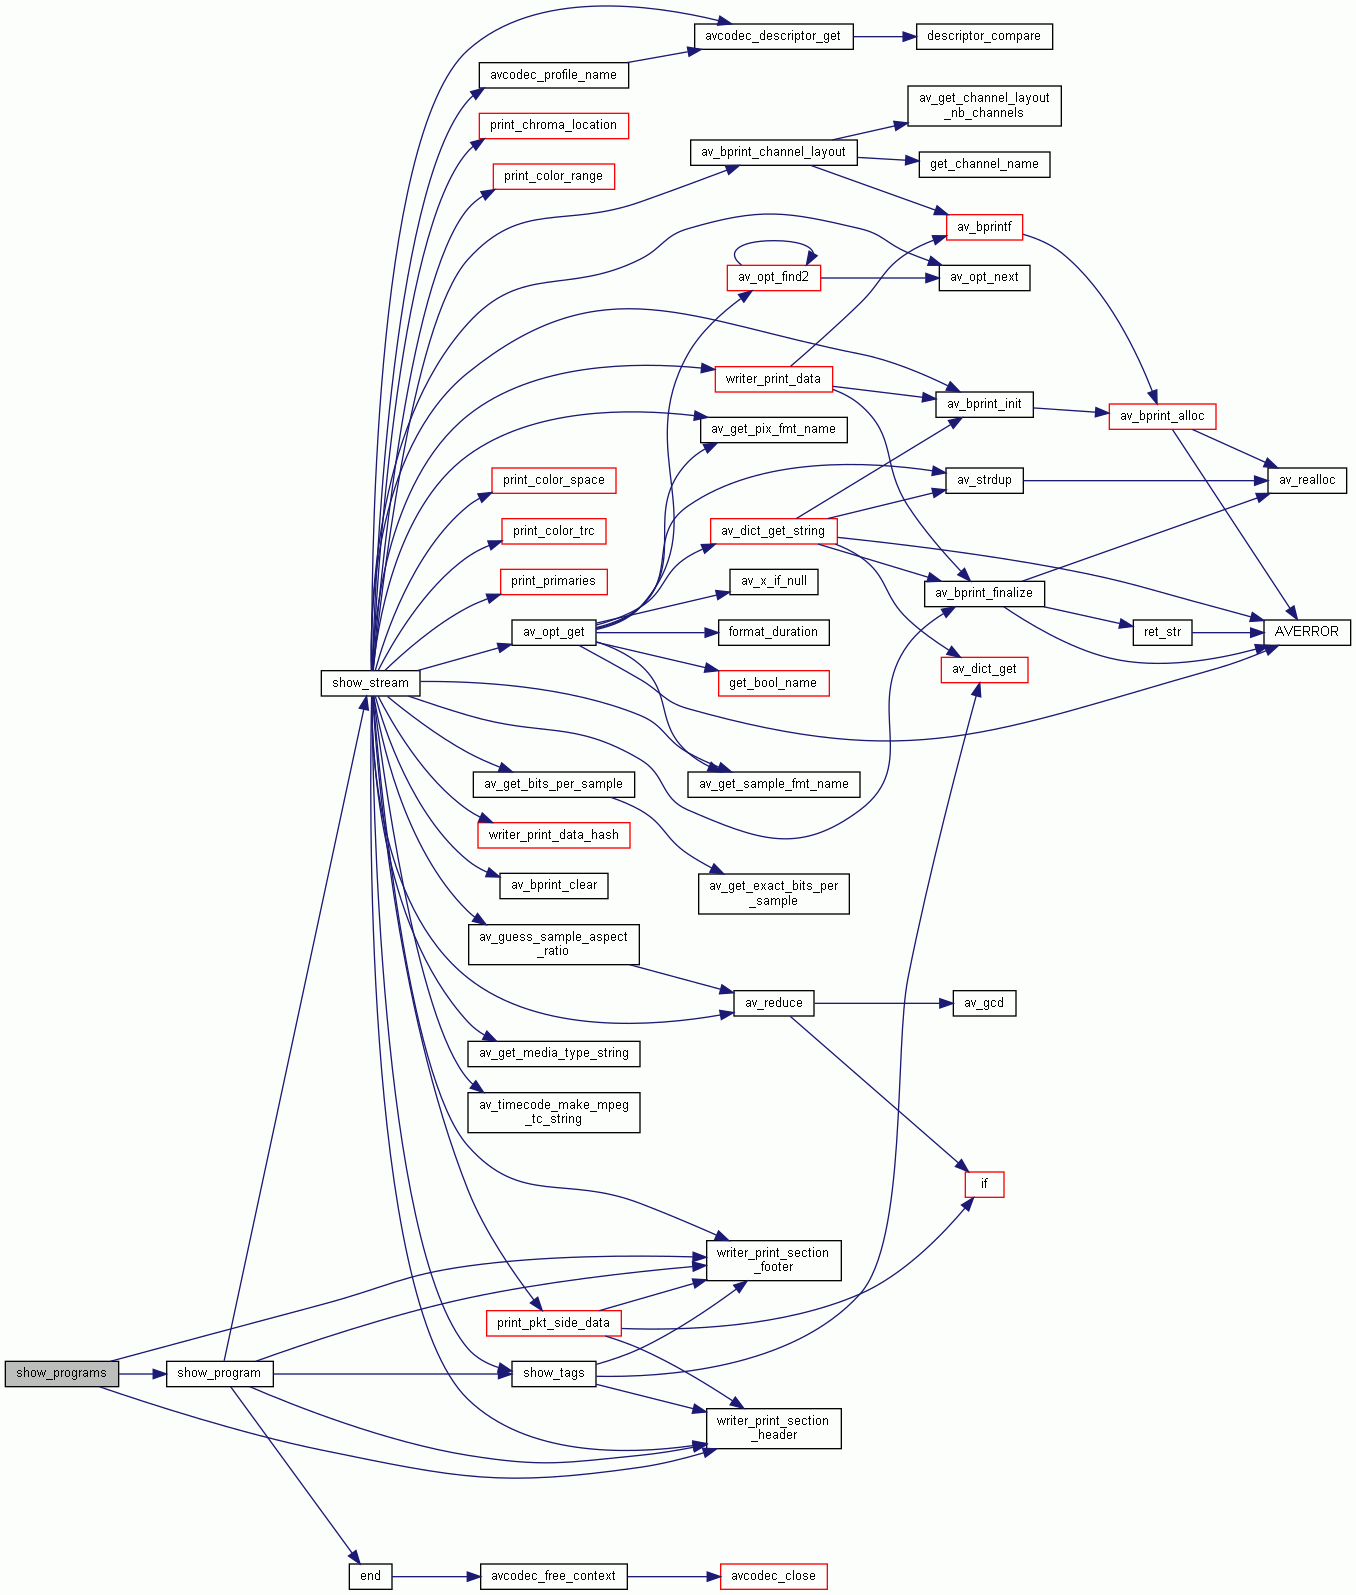 avcodec_descriptor_get
descriptor_compare
avcodec_profile_name
av_get_channel_layout
_nb_channels
print_chroma_location
av_bprint_channel_layout
get_channel_name
print_color_range
av_bprintf
av_opt_find2
av_opt_next
writer_print_data
av_bprint_init
av_bprint_alloc
av_get_pix_fmt_name
print_color_space
av_strdup
av_realloc
print_color_trc
av_dict_get_string
print_primaries
av_x_if_null
av_bprint_finalize
av_opt_get
format_duration
ret_str
AVERROR
show_stream
get_bool_name
av_dict_get
av_get_bits_per_sample
av_get_sample_fmt_name
writer_print_data_hash
av_bprint_clear
av_get_exact_bits_per
_sample
av_guess_sample_aspect
_ratio
av_reduce
av_gcd
av_get_media_type_string
av_timecode_make_mpeg
_tc_string
if
writer_print_section
_footer
print_pkt_side_data
show_programs
show_program
show_tags
writer_print_section
_header
end
avcodec_free_context
avcodec_close